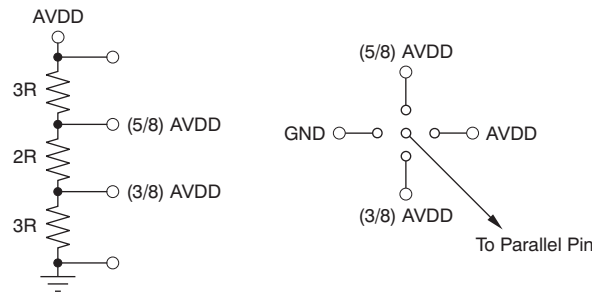 AVDD
3R
(5/8) AVDD
2R
(3/8) AVDD
3R
(5/8) AVDD
GND
AVDD
(3/8) AVDD
To Parallel Pin